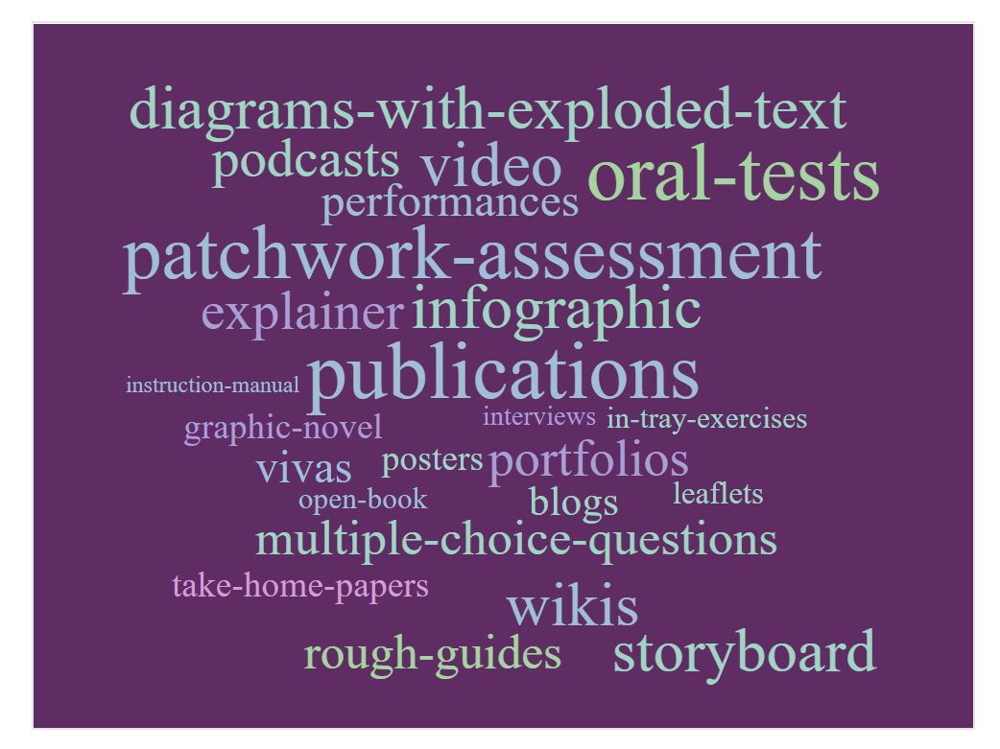 diagrams-with-exploded-text
podcasts video oral-tests
performances
patchwork-assessment
explainer infographic
instruction-manual publications
graphic-novel interviews in-tray-exercises
vivas posters portfolios
open-book blogs leaflets
multiple-choice-questions
take-home-papers wikis
rough-guides storyboard